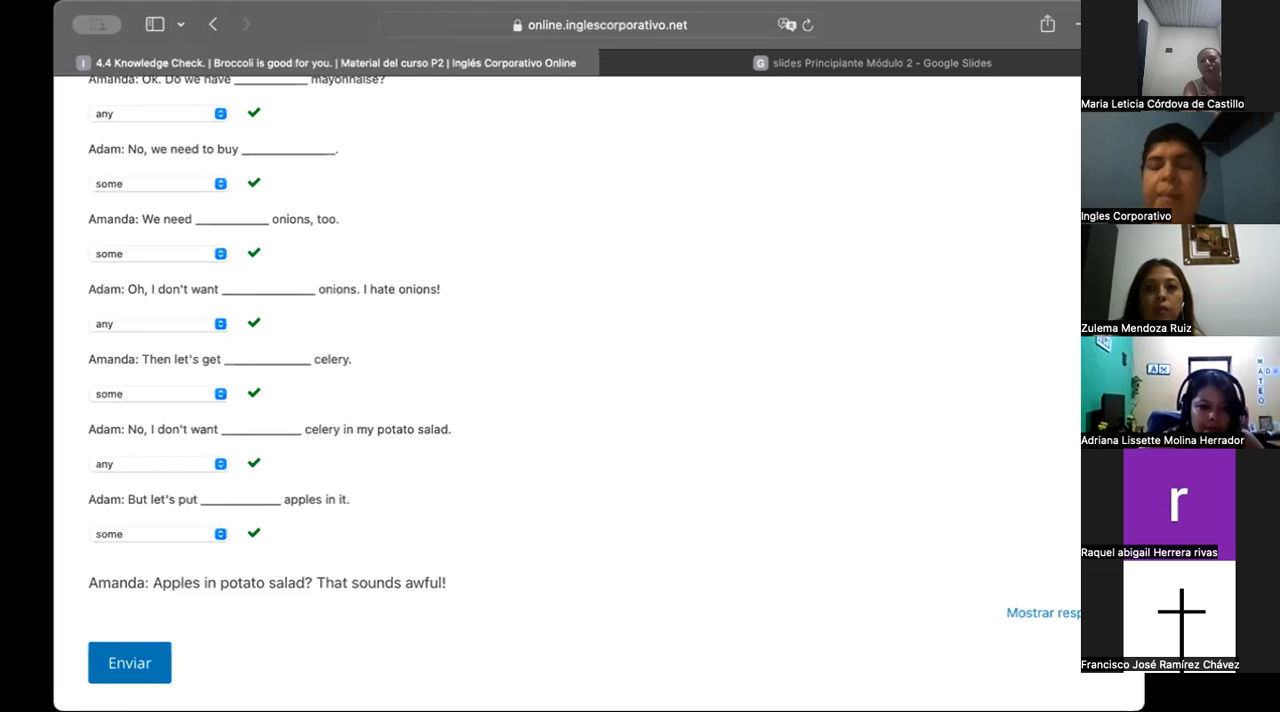 online.inglescorporativo.net
4.4 Knowledge Check. | Broccoli is good for you. | Material del curso P2 | Inglés Corporativo Online
slides Principiante Módulo 2 - Google Slides
Amanda: Ok. Do we have ___________ mayonnaise?
any
Adam: No, we need to buy ______________.
some
Amanda: We need ___________ onions, too.
some
Adam: Oh, I don't want ______________ onions. I hate onions!
any
Amanda: Then let's get _____________ celery.
some
Adam: No, I don't want ____________ celery in my potato salad.
any
Adam: But let's put ____________ apples in it.
some
Amanda: Apples in potato salad? That sounds awful!
Mostrar resp
Enviar
Maria Leticia Córdova de Castillo
Ingles Corporativo
Zulema Mendoza Ruiz
Adriana Lissette Molina Herrador
r
Raquel abigail Herrera rivas
Francisco José Ramírez Chávez